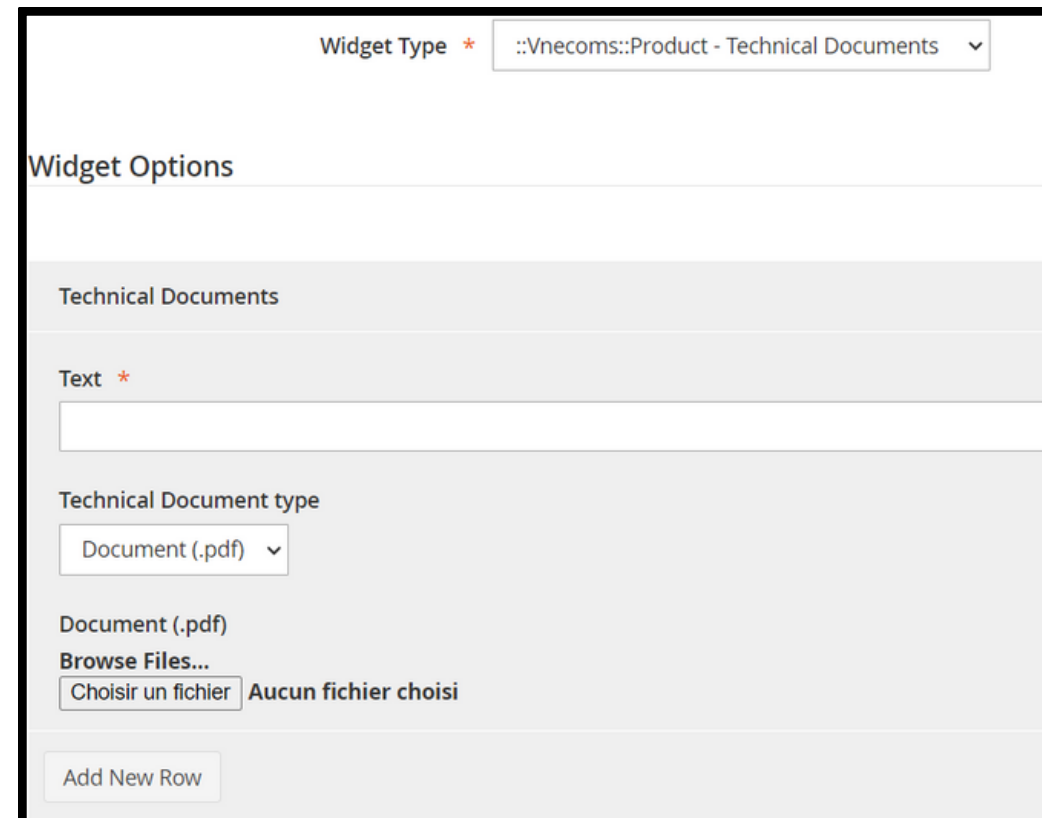 Widget Type * ::Vnecoms::Product - Technical Documents
Widget Options
Technical Documents
Text *
Technical Document type
Document (.pdf)
Document (.pdf)
Browse Files...
Choisir un fichier Aucun fichier choisi
Add New Row